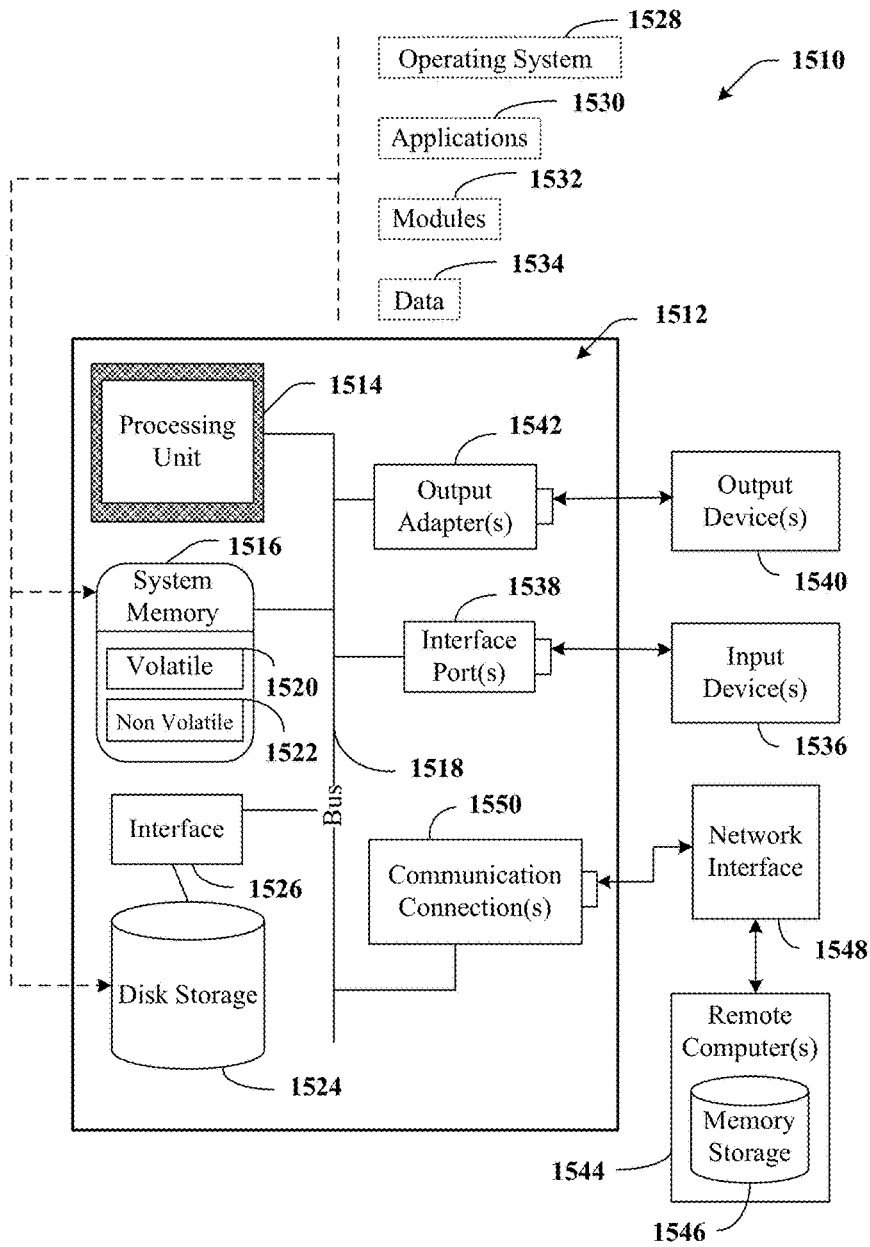 1528
Operating System
1510
1530
Applications
1532
Modules
1534
Data
1512
1514
Processing
Unit
1542
Output
Adapter(s)
Output
Device(s)
1540
1516
System
Memory
1538
Interface
Port(s)
Input
Device(s)
1536
Volatile
1520
Non Volatile
1522
1518
Bus
1550
Interface
1526
Communication
Connection(s)
Network
Interface
1548
Disk Storage
1524
Remote
Computer(s)
Memory
Storage
1544
1546